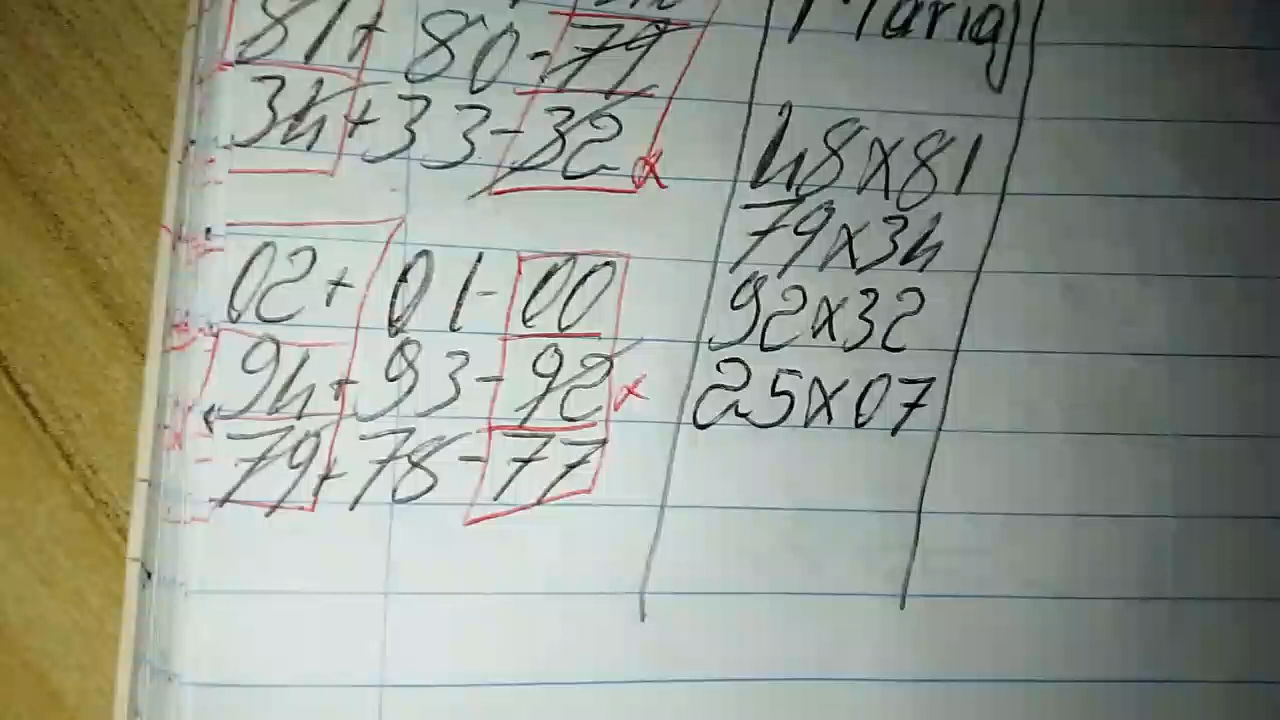 81+ 80-79
34+33-32 x
02+ 01-00
94+93-92 x
79+78-77
48x81
79x34
92x32
25x07